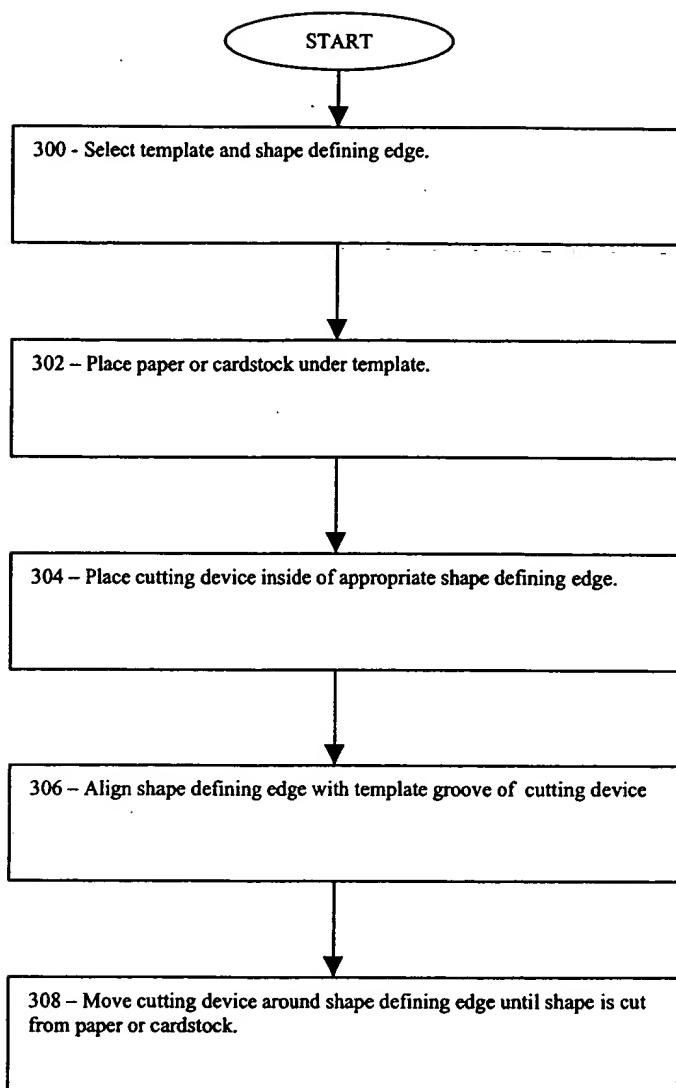 START
300 - Select template and shape defining edge.
302 – Place paper or cardstock under template.
304 – Place cutting device inside of appropriate shape defining edge.
306 – Align shape defining edge with template groove of cutting device
308 – Move cutting device around shape defining edge until shape is cut
from paper or cardstock.